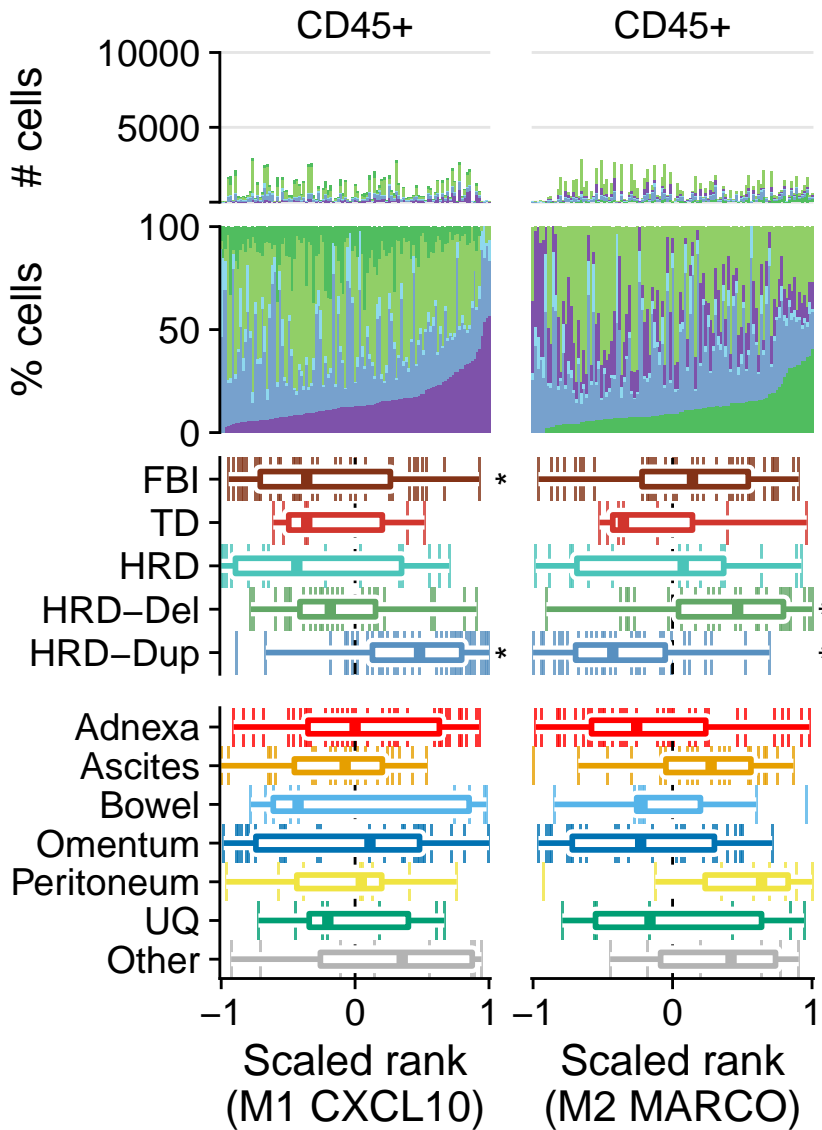 CD45+ CD45+
# cells
10000
5000
% cells
100
50
0
FBI *
TD
HRD
HRD−Del *
HRD−Dup * *
Adnexa
Ascites
Bowel
Omentum
Peritoneum
UQ
Other
−1 0 1 −1 0 1
Scaled rank Scaled rank
(M1 CXCL10) (M2 MARCO)